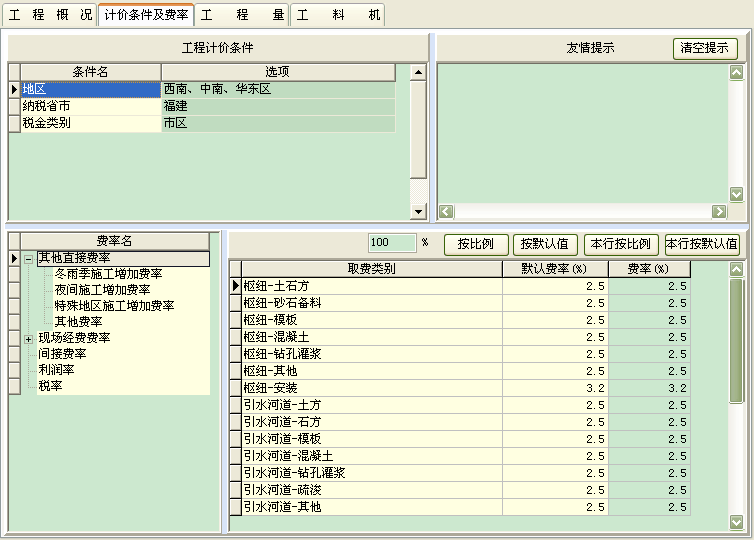 工 程 概 况 计价条件及费率 工 程 量 工 料 机
工程计价条件
条件名 选项
地区 西南、中南、华东区
纳税省市 福建
税金类别 市区
友情提示 清空提示
费率名
其他直接费率
冬雨季施工增加费率
夜间施工增加费率
特殊地区施工增加费率
其他费率
现场经费费率
间接费率
利润率
税率
100 % 按比例 按默认值 本行按比例 本行按默认值
取费类别 默认费率(%) 费率(%)
枢纽-土石方 2.5 2.5
枢纽-砂石备料 2.5 2.5
枢纽-模板 2.5 2.5
枢纽-混凝土 2.5 2.5
枢纽-钻孔灌浆 2.5 2.5
枢纽-其他 2.5 2.5
枢纽-安装 3.2 3.2
引水河道-土方 2.5 2.5
引水河道-石方 2.5 2.5
引水河道-模板 2.5 2.5
引水河道-混凝土 2.5 2.5
引水河道-钻孔灌浆 2.5 2.5
引水河道-疏浚 2.5 2.5
引水河道-其他 2.5 2.5